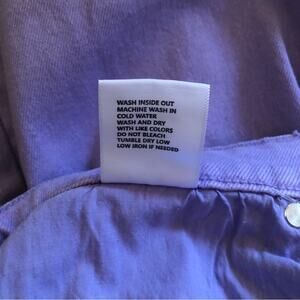 WASH INSIDE OUT
MACHINE WASH IN
COLD WATER
WASH AND DRY
WITH LIKE COLORS
DO NOT BLEACH
TUMBLE DRY LOW
LOW IRON IF NEEDED